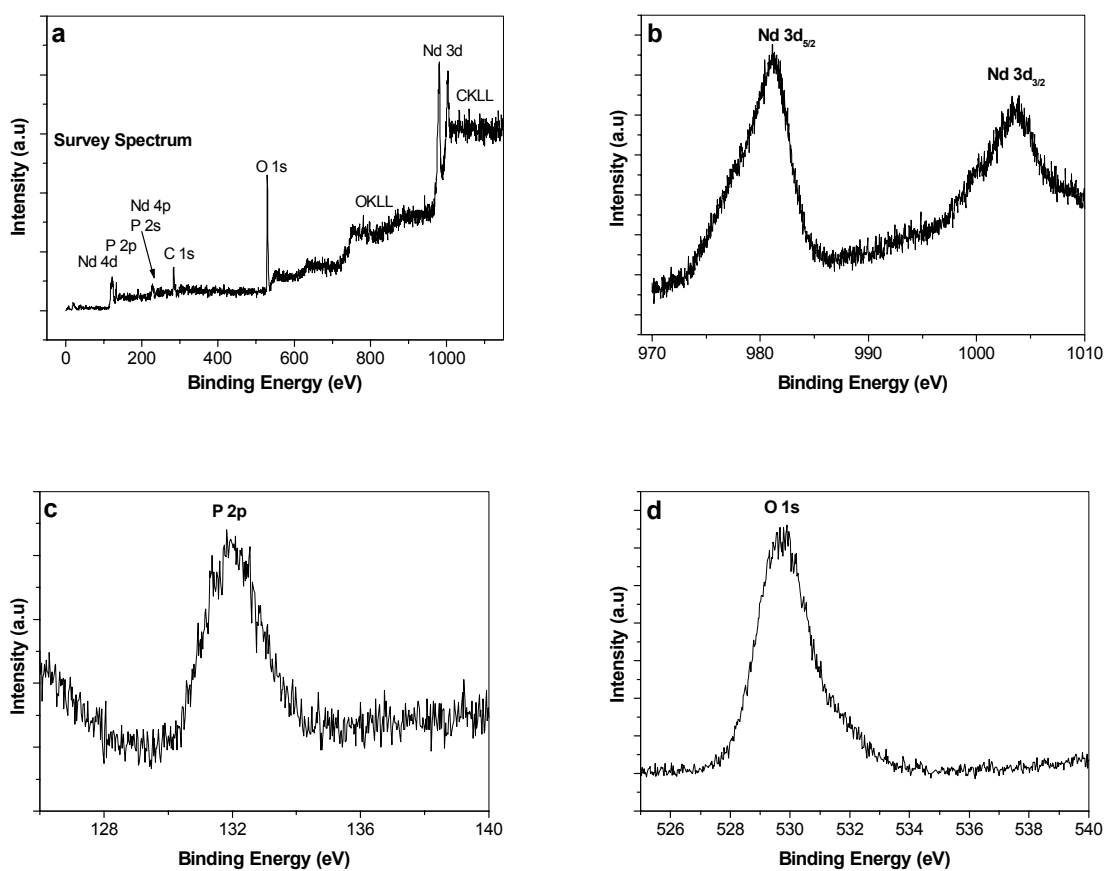 a
Nd 3d
CKLL
Survey Spectrum
O 1s
OKLL
Nd 4p
P 2s
P 2p
C 1s
Nd 4d
Intensity (a.u)
0 200 400 600 800 1000
Binding Energy (eV)
b
Nd 3d5/2
Nd 3d3/2
Intensity (a.u)
970 980 990 1000 1010
Binding Energy (eV)
c
P 2p
Intensity (a.u)
128 132 136 140
Binding Energy (eV)
d
O 1s
Intensity (a.u)
526 528 530 532 534 536 538 540
Binding Energy (eV)